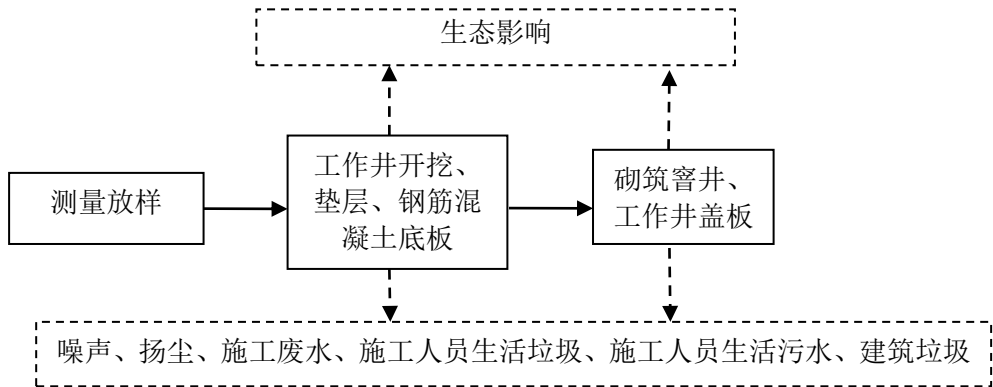 生态影响
测量放样
工作井开挖、
垫层、钢筋混
凝土底板
砌筑窨井、
工作井盖板
噪声、扬尘、施工废水、施工人员生活垃圾、施工人员生活污水、建筑垃圾